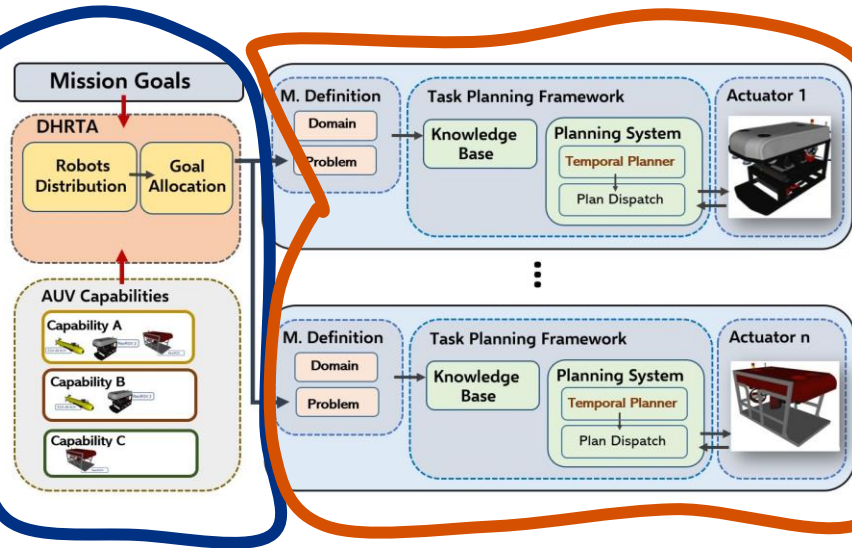 Mission Goals
DHRTA
Robots
Distribution
Goal
Allocation
AUV Capabilities
Capability A
Capability B
Capability C
M. Definition
Domain
Problem
Task Planning Framework
Knowledge
Base
Planning System
Temporal Planner
Plan Dispatch
Actuator 1
M. Definition
Domain
Problem
Task Planning Framework
Knowledge
Base
Planning System
Temporal Planner
Plan Dispatch
Actuator n